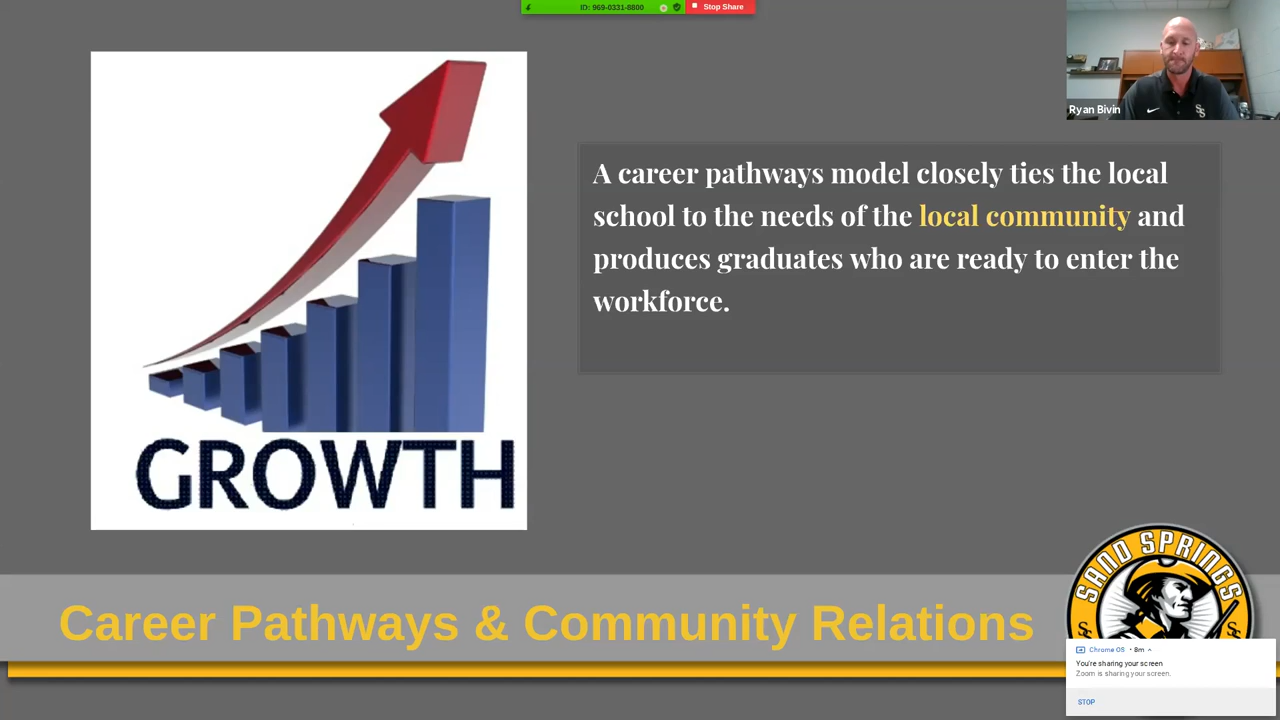 ID: 969-0331-8800
Stop Share
Ryan Bivin
A career pathways model closely ties the local
school to the needs of the local community and
produces graduates who are ready to enter the
workforce.
GROWTH
SAND SPRINGS
Career Pathways & Community Relations
Chrome OS • 8m
You're sharing your screen
Zoom is sharing your screen.
STOP